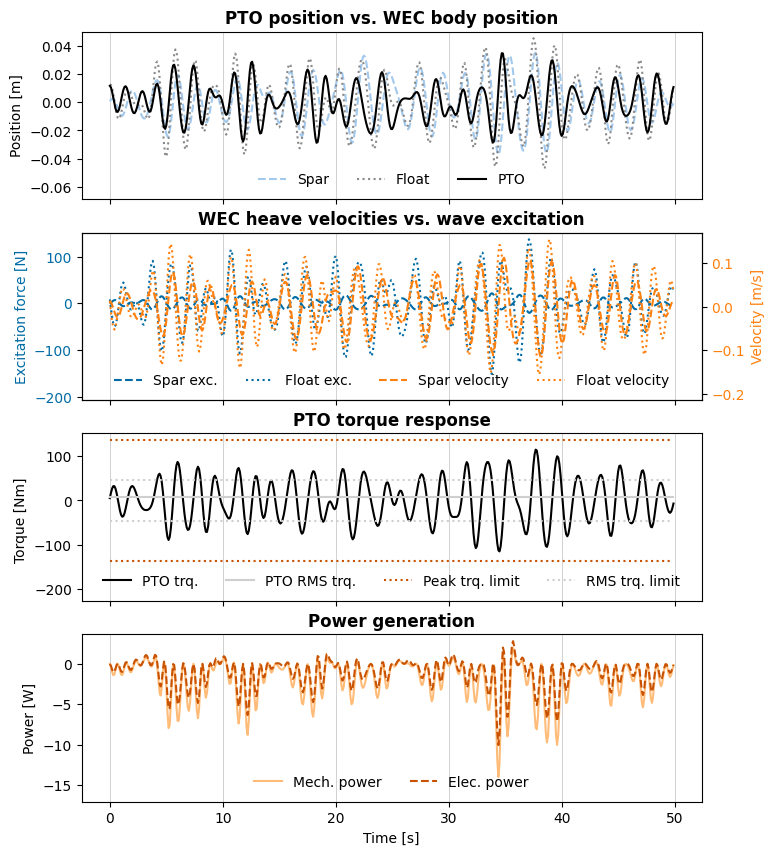 PTO position vs. WEC body position
0.04
0.02
0.00
−0.02
−0.04
−0.06
Position [m]
Spar Float PTO
WEC heave velocities vs. wave excitation
100
0
−100
−200
Excitation force [N]
0.1
0.0
−0.1
−0.2
Velocity [m/s]
Spar exc. Float exc. Spar velocity Float velocity
PTO torque response
100
0
−100
−200
Torque [Nm]
PTO trq. PTO RMS trq. Peak trq. limit RMS trq. limit
Power generation
0
−5
−10
−15
Power [W]
Mech. power Elec. power
0 10 20 30 40 50
Time [s]